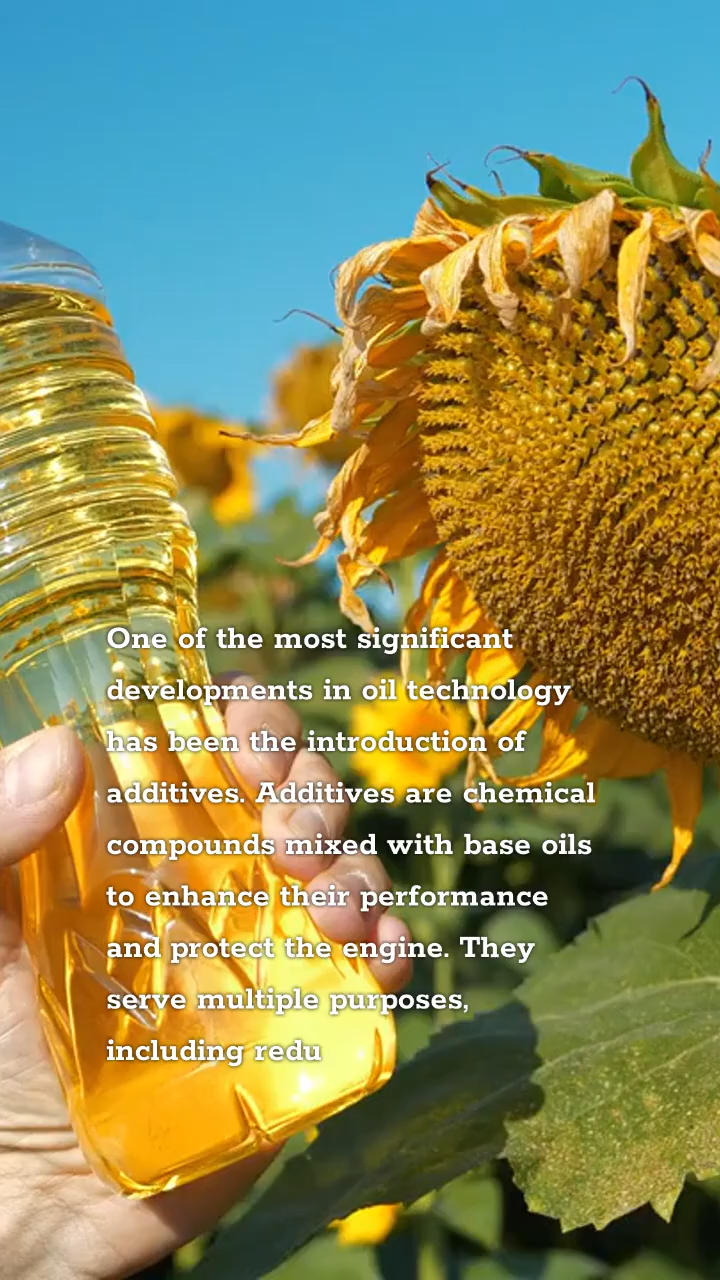 One of the most significant
developments in oil technology
has been the introduction of
additives. Additives are chemical
compounds mixed with base oils
to enhance their performance
and protect the engine. They
serve multiple purposes,
including redu